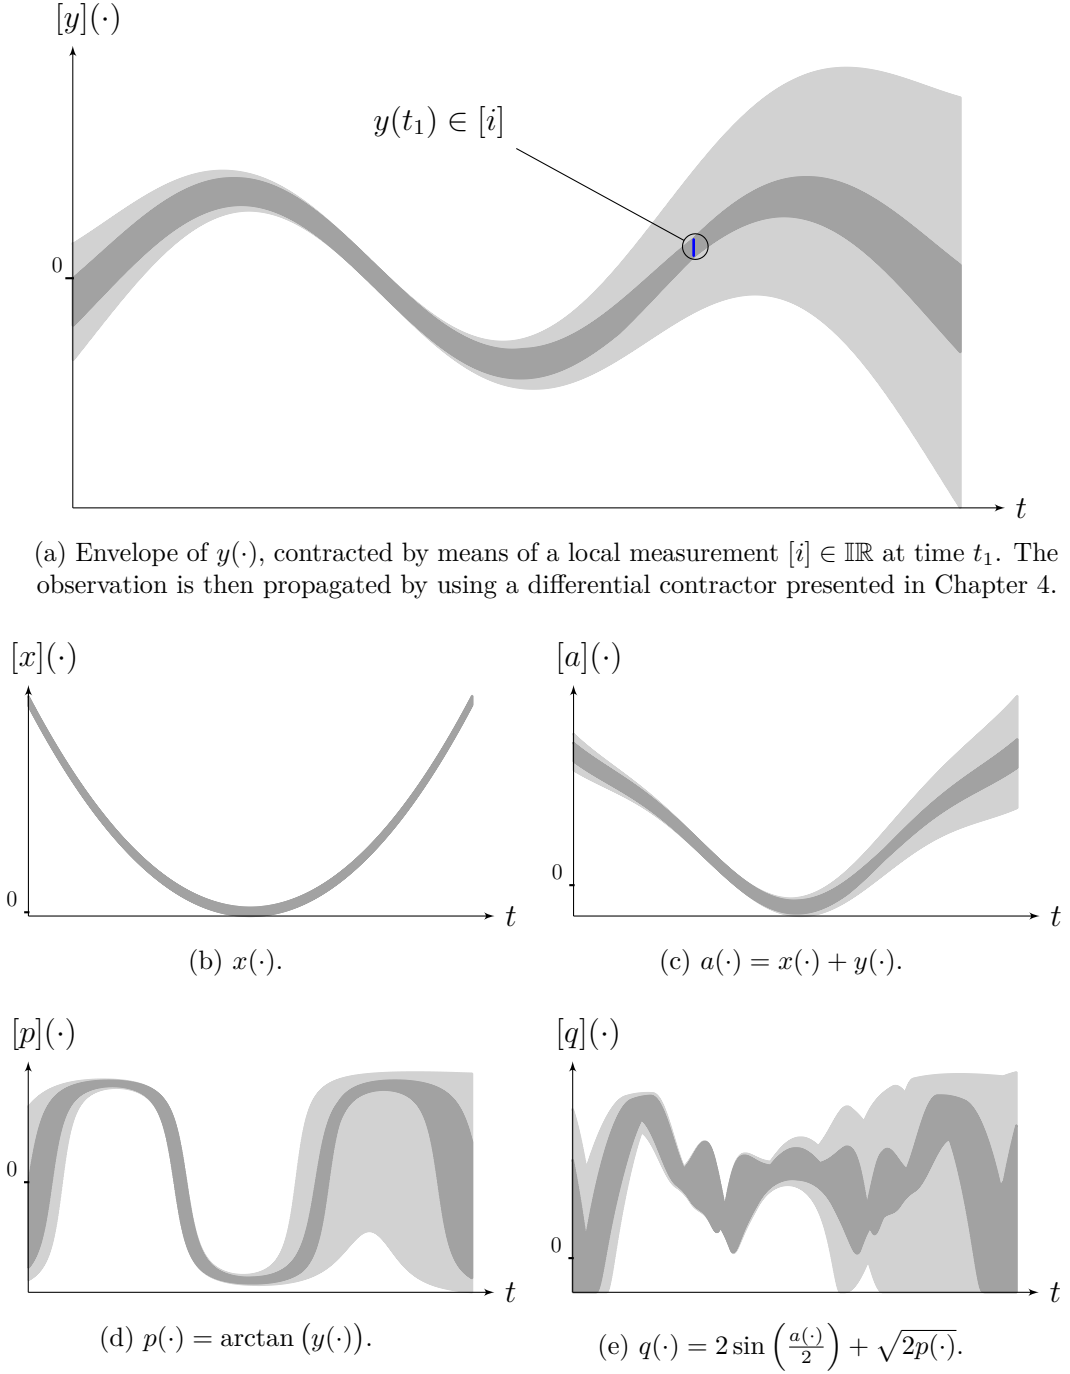 [y](·)
y(t₁) ∈ [i]
0
t
(a) Envelope of y(·), contracted by means of a local measurement [i] ∈ 𝕀ℝ at time t₁. The
observation is then propagated by using a differential contractor presented in Chapter 4.
[x](·)
0
t
(b) x(·).
[a](·)
0
t
(c) a(·) = x(·) + y(·).
[p](·)
0
t
(d) p(·) = arctan (y(·)).
[q](·)
0
t
(e) q(·) = 2 sin (a(·)/2) + √2p(·).